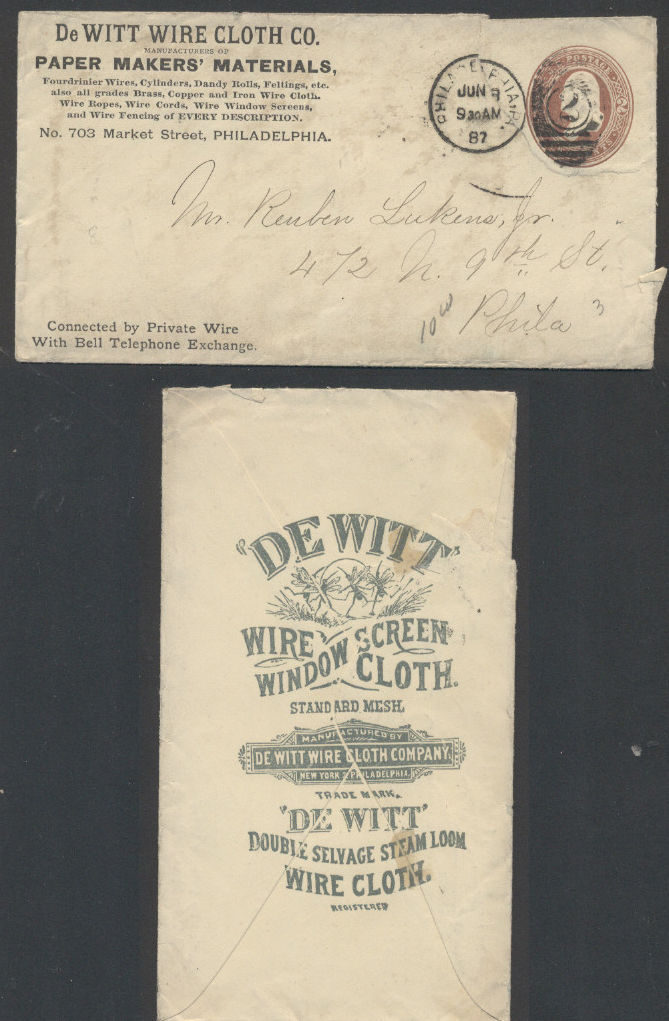 De WITT WIRE CLOTH CO.
MANUFACTURERS OF
PAPER MAKERS' MATERIALS,
Fourdrinier Wires, Cylinders, Dandy Rolls, Feltings, etc.
also all grades Brass, Copper and Iron Wire Cloth.
Wire Ropes, Wire Cords, Wire Window Screens,
and Wire Fencing of EVERY DESCRIPTION.
No. 703 Market Street, PHILADELPHIA.
PHILADELPHIA, PA.
JUN
9 30 AM
87
POSTAGE
2
Mr. Reuben Lukens, Jr.
472 N. 9th St.
Phila
3
10
Connected by Private Wire
With Bell Telephone Exchange.
"DE WITT"
WIRE SCREEN
WINDOW CLOTH.
STANDARD MESH,
MANUFACTURED BY
DE WITT WIRE CLOTH COMPANY,
NEW YORK & PHILADELPHIA,
TRADE MARK,
"DE WITT"
DOUBLE SELVAGE STEAM LOOM
WIRE CLOTH.
REGISTERED